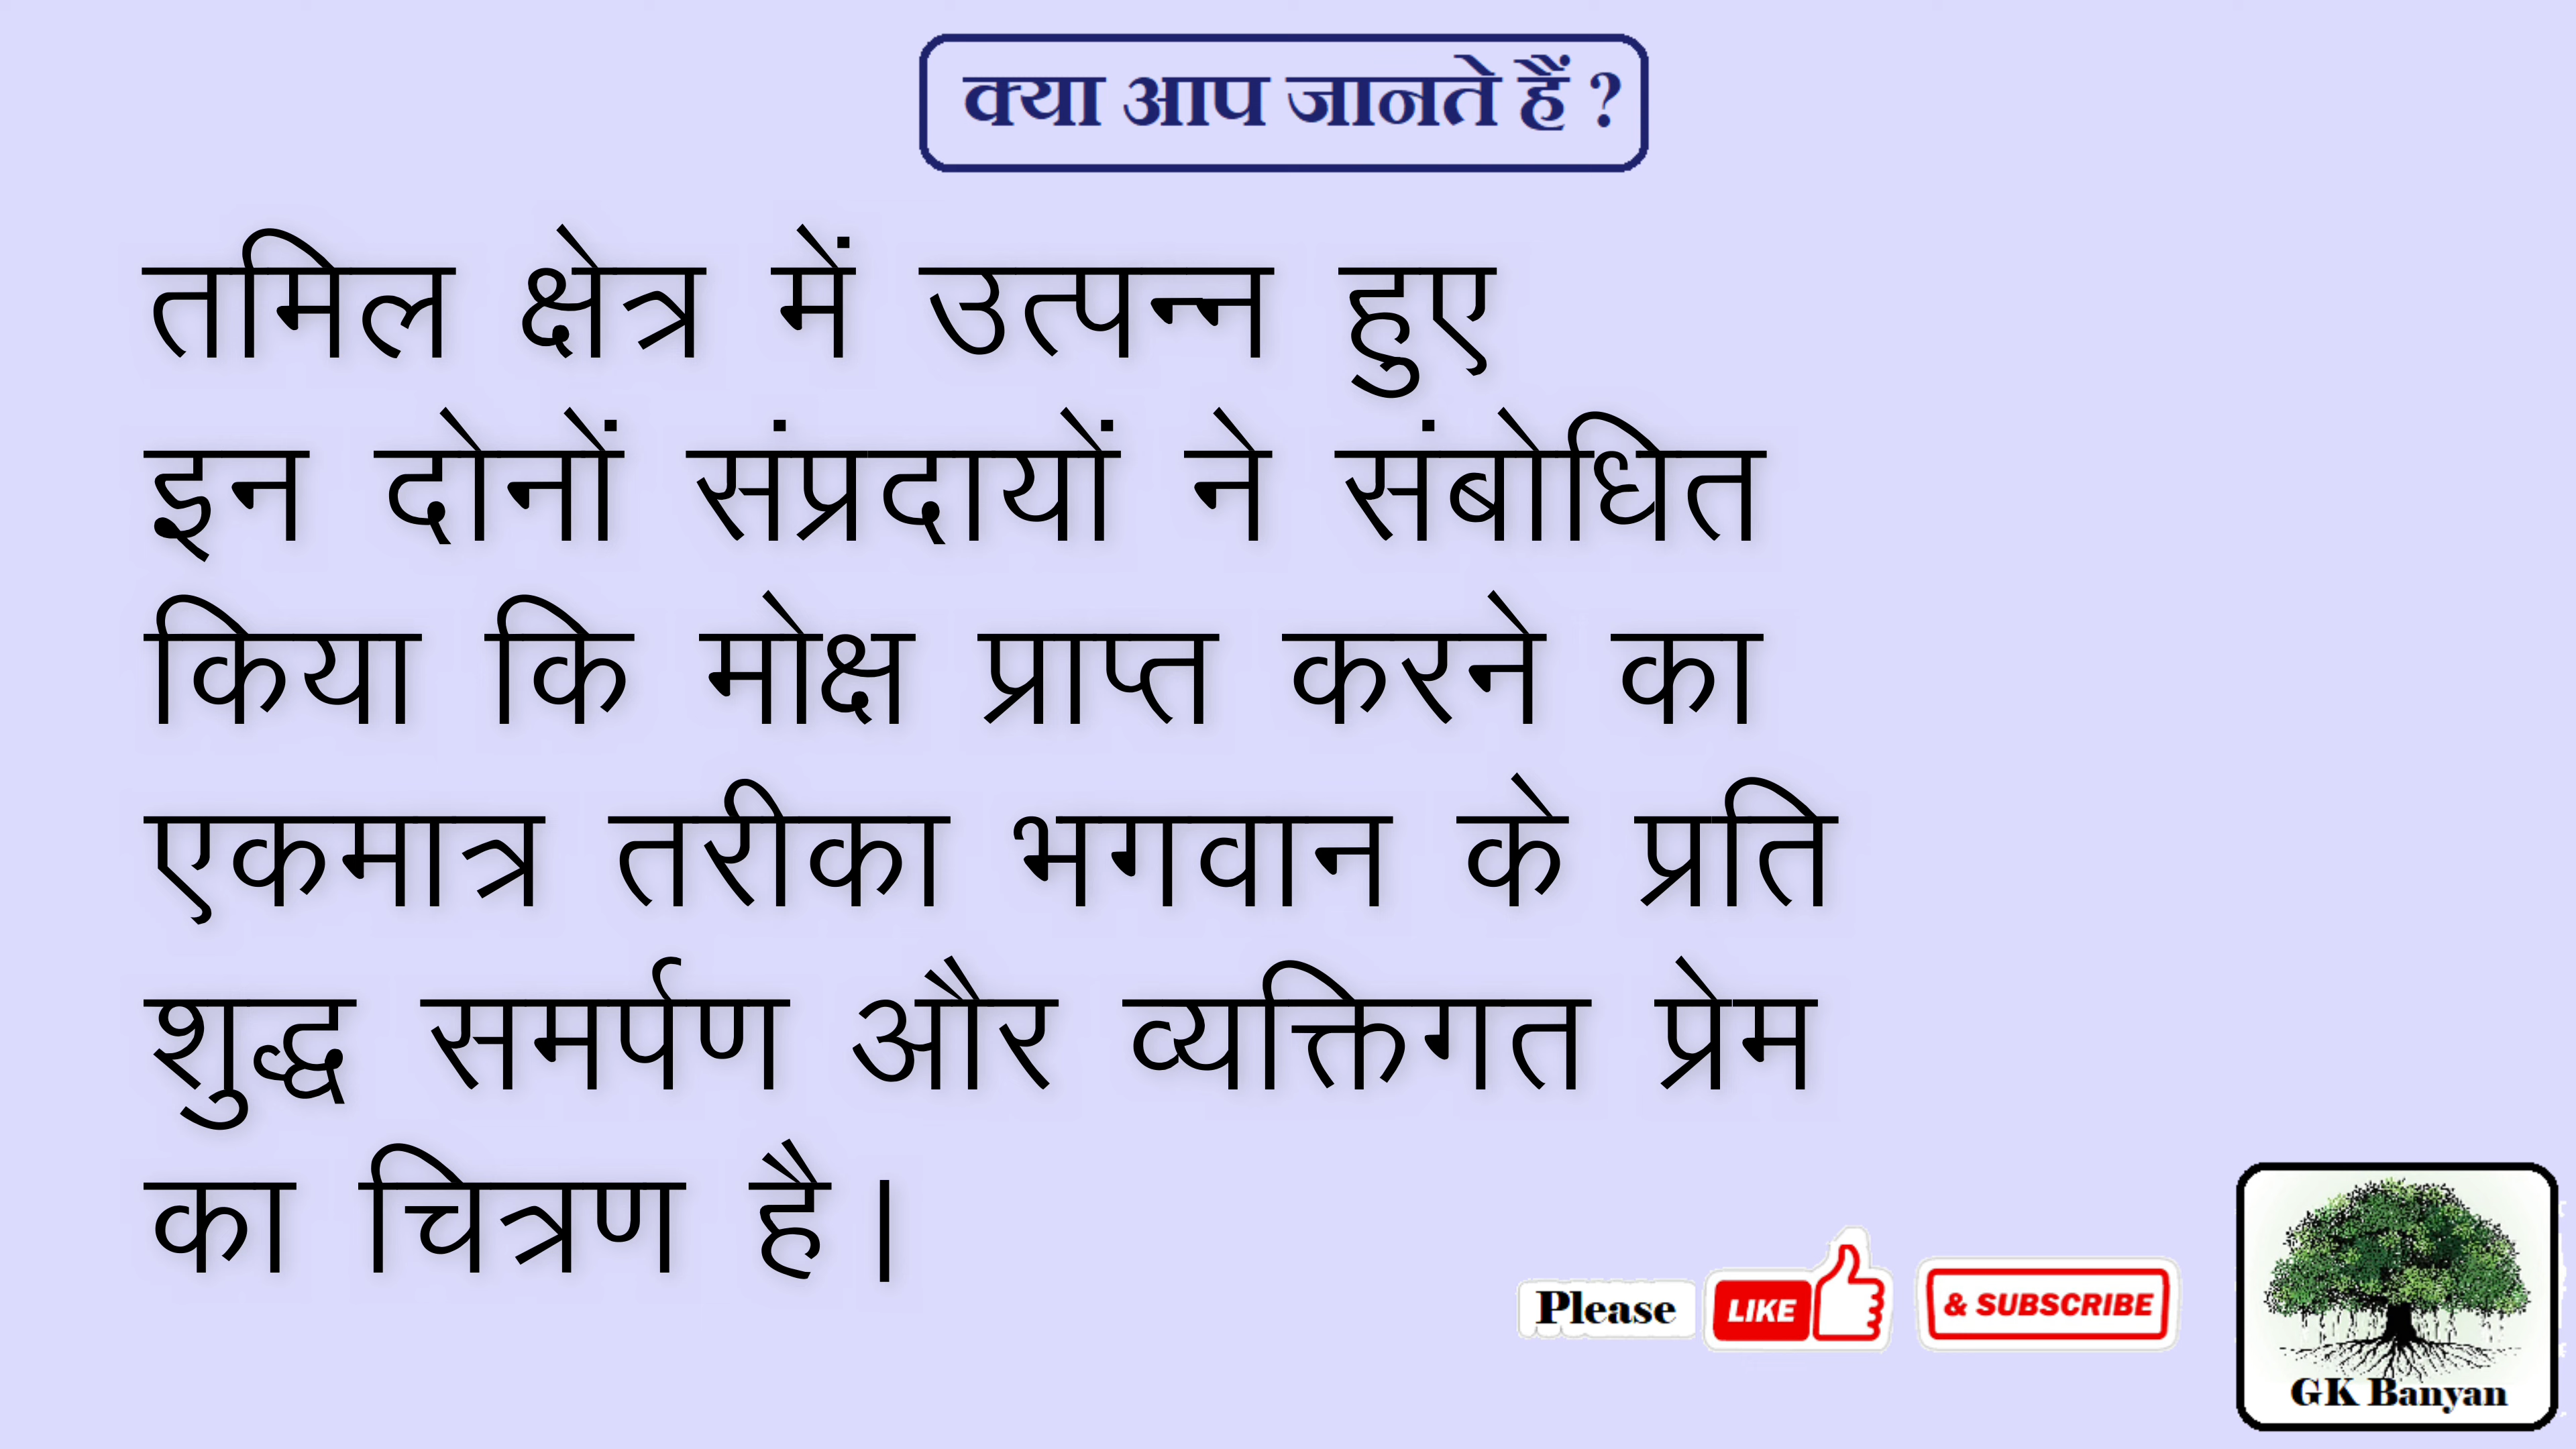 क्या आप जानते हैं ?
तमिल क्षेत्र में उत्पन्न हुए
इन दोनों संप्रदायों ने संबोधित
किया कि मोक्ष प्राप्त करने का
एकमात्र तरीका भगवान के प्रति
शुद्ध समर्पण और व्यक्तिगत प्रेम
का चित्रण है।
Please LIKE & SUBSCRIBE
GK Banyan